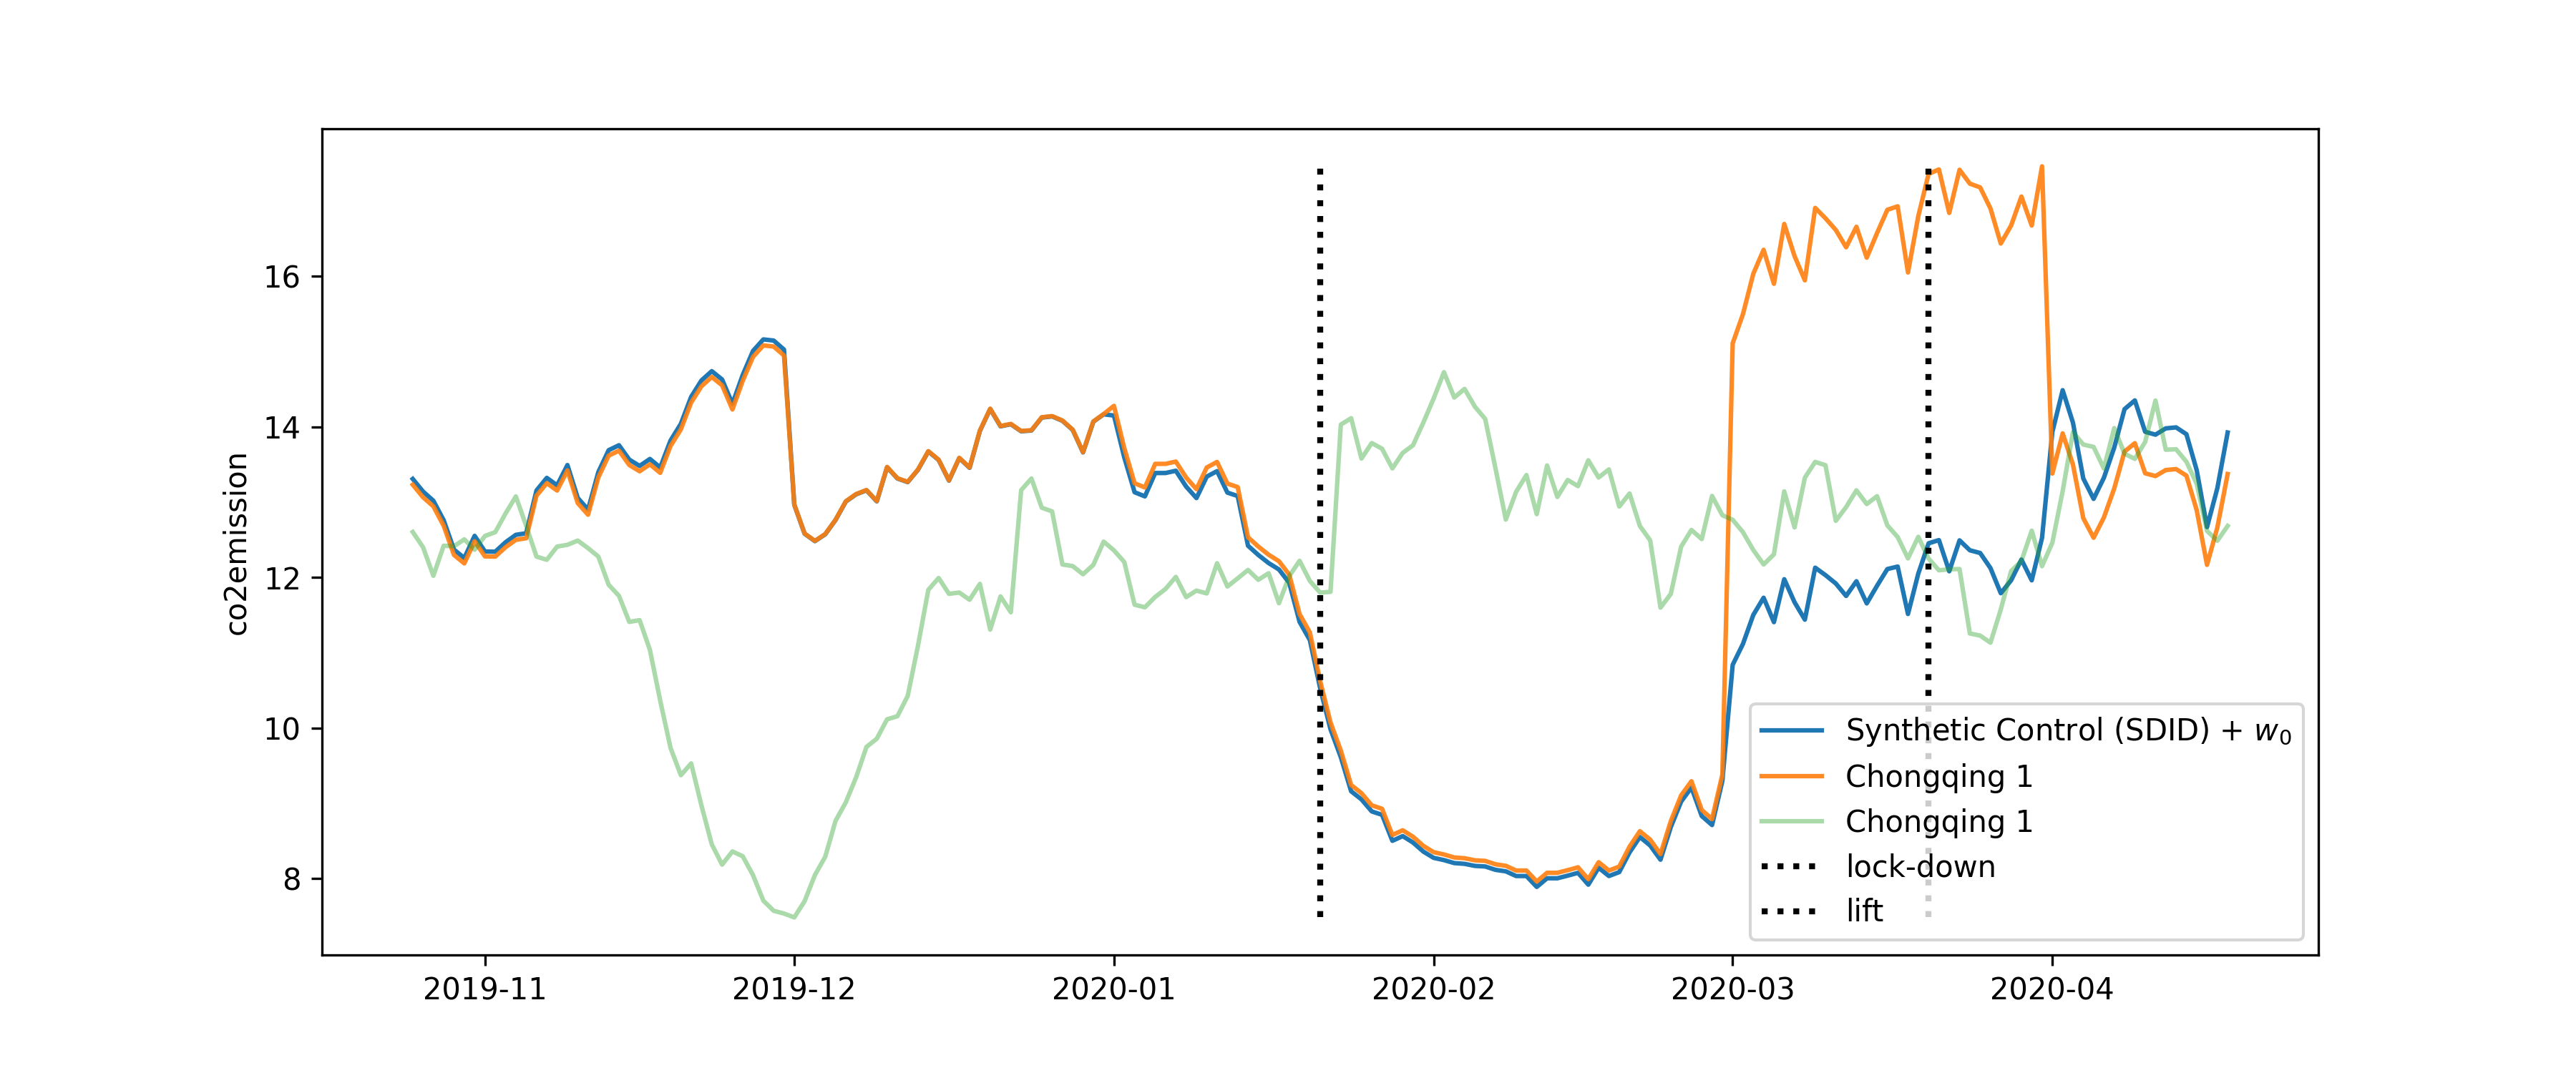 co2emission
16
14
12
10
8
2019-11
2019-12
2020-01
2020-02
2020-03
2020-04
Synthetic Control (SDID) + w₀
Chongqing 1
Chongqing 1
lock-down
lift